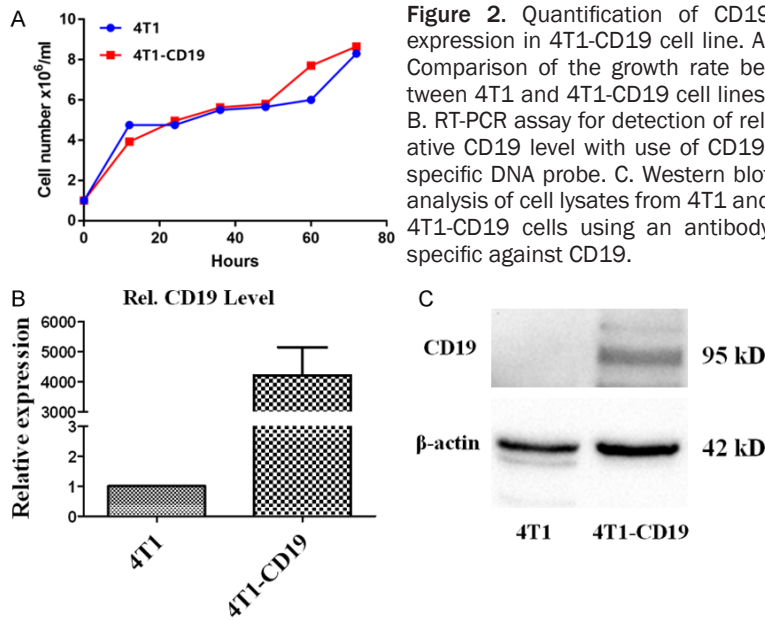 A
Cell number x10⁶/ml
10
8
6
4
2
0
4T1
4T1-CD19
0
20
40
60
80
Hours
Figure 2. Quantification of CD19
expression in 4T1-CD19 cell line. A.
Comparison of the growth rate be
tween 4T1 and 4T1-CD19 cell lines
B. RT-PCR assay for detection of rel
ative CD19 level with use of CD19
specific DNA probe. C. Western blot
analysis of cell lysates from 4T1 and
4T1-CD19 cells using an antibody
specific against CD19.
B
Rel. CD19 Level
Relative expression
6000
5000
4000
3000
3
2
1
0
4T1
4T1-CD19
C
CD19
95 kD
β-actin
42 kD
4T1
4T1-CD19